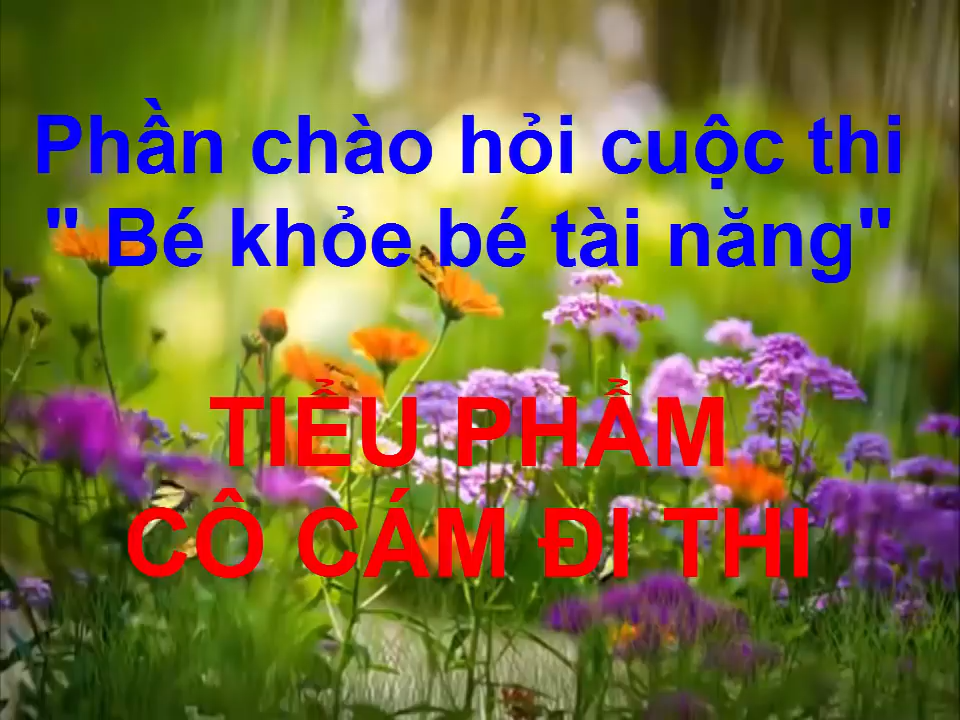 Phần chào hỏi cuộc thi
" Bé khỏe bé tài năng"
TIỂU PHẨM
CÔ CÁM ĐI THI